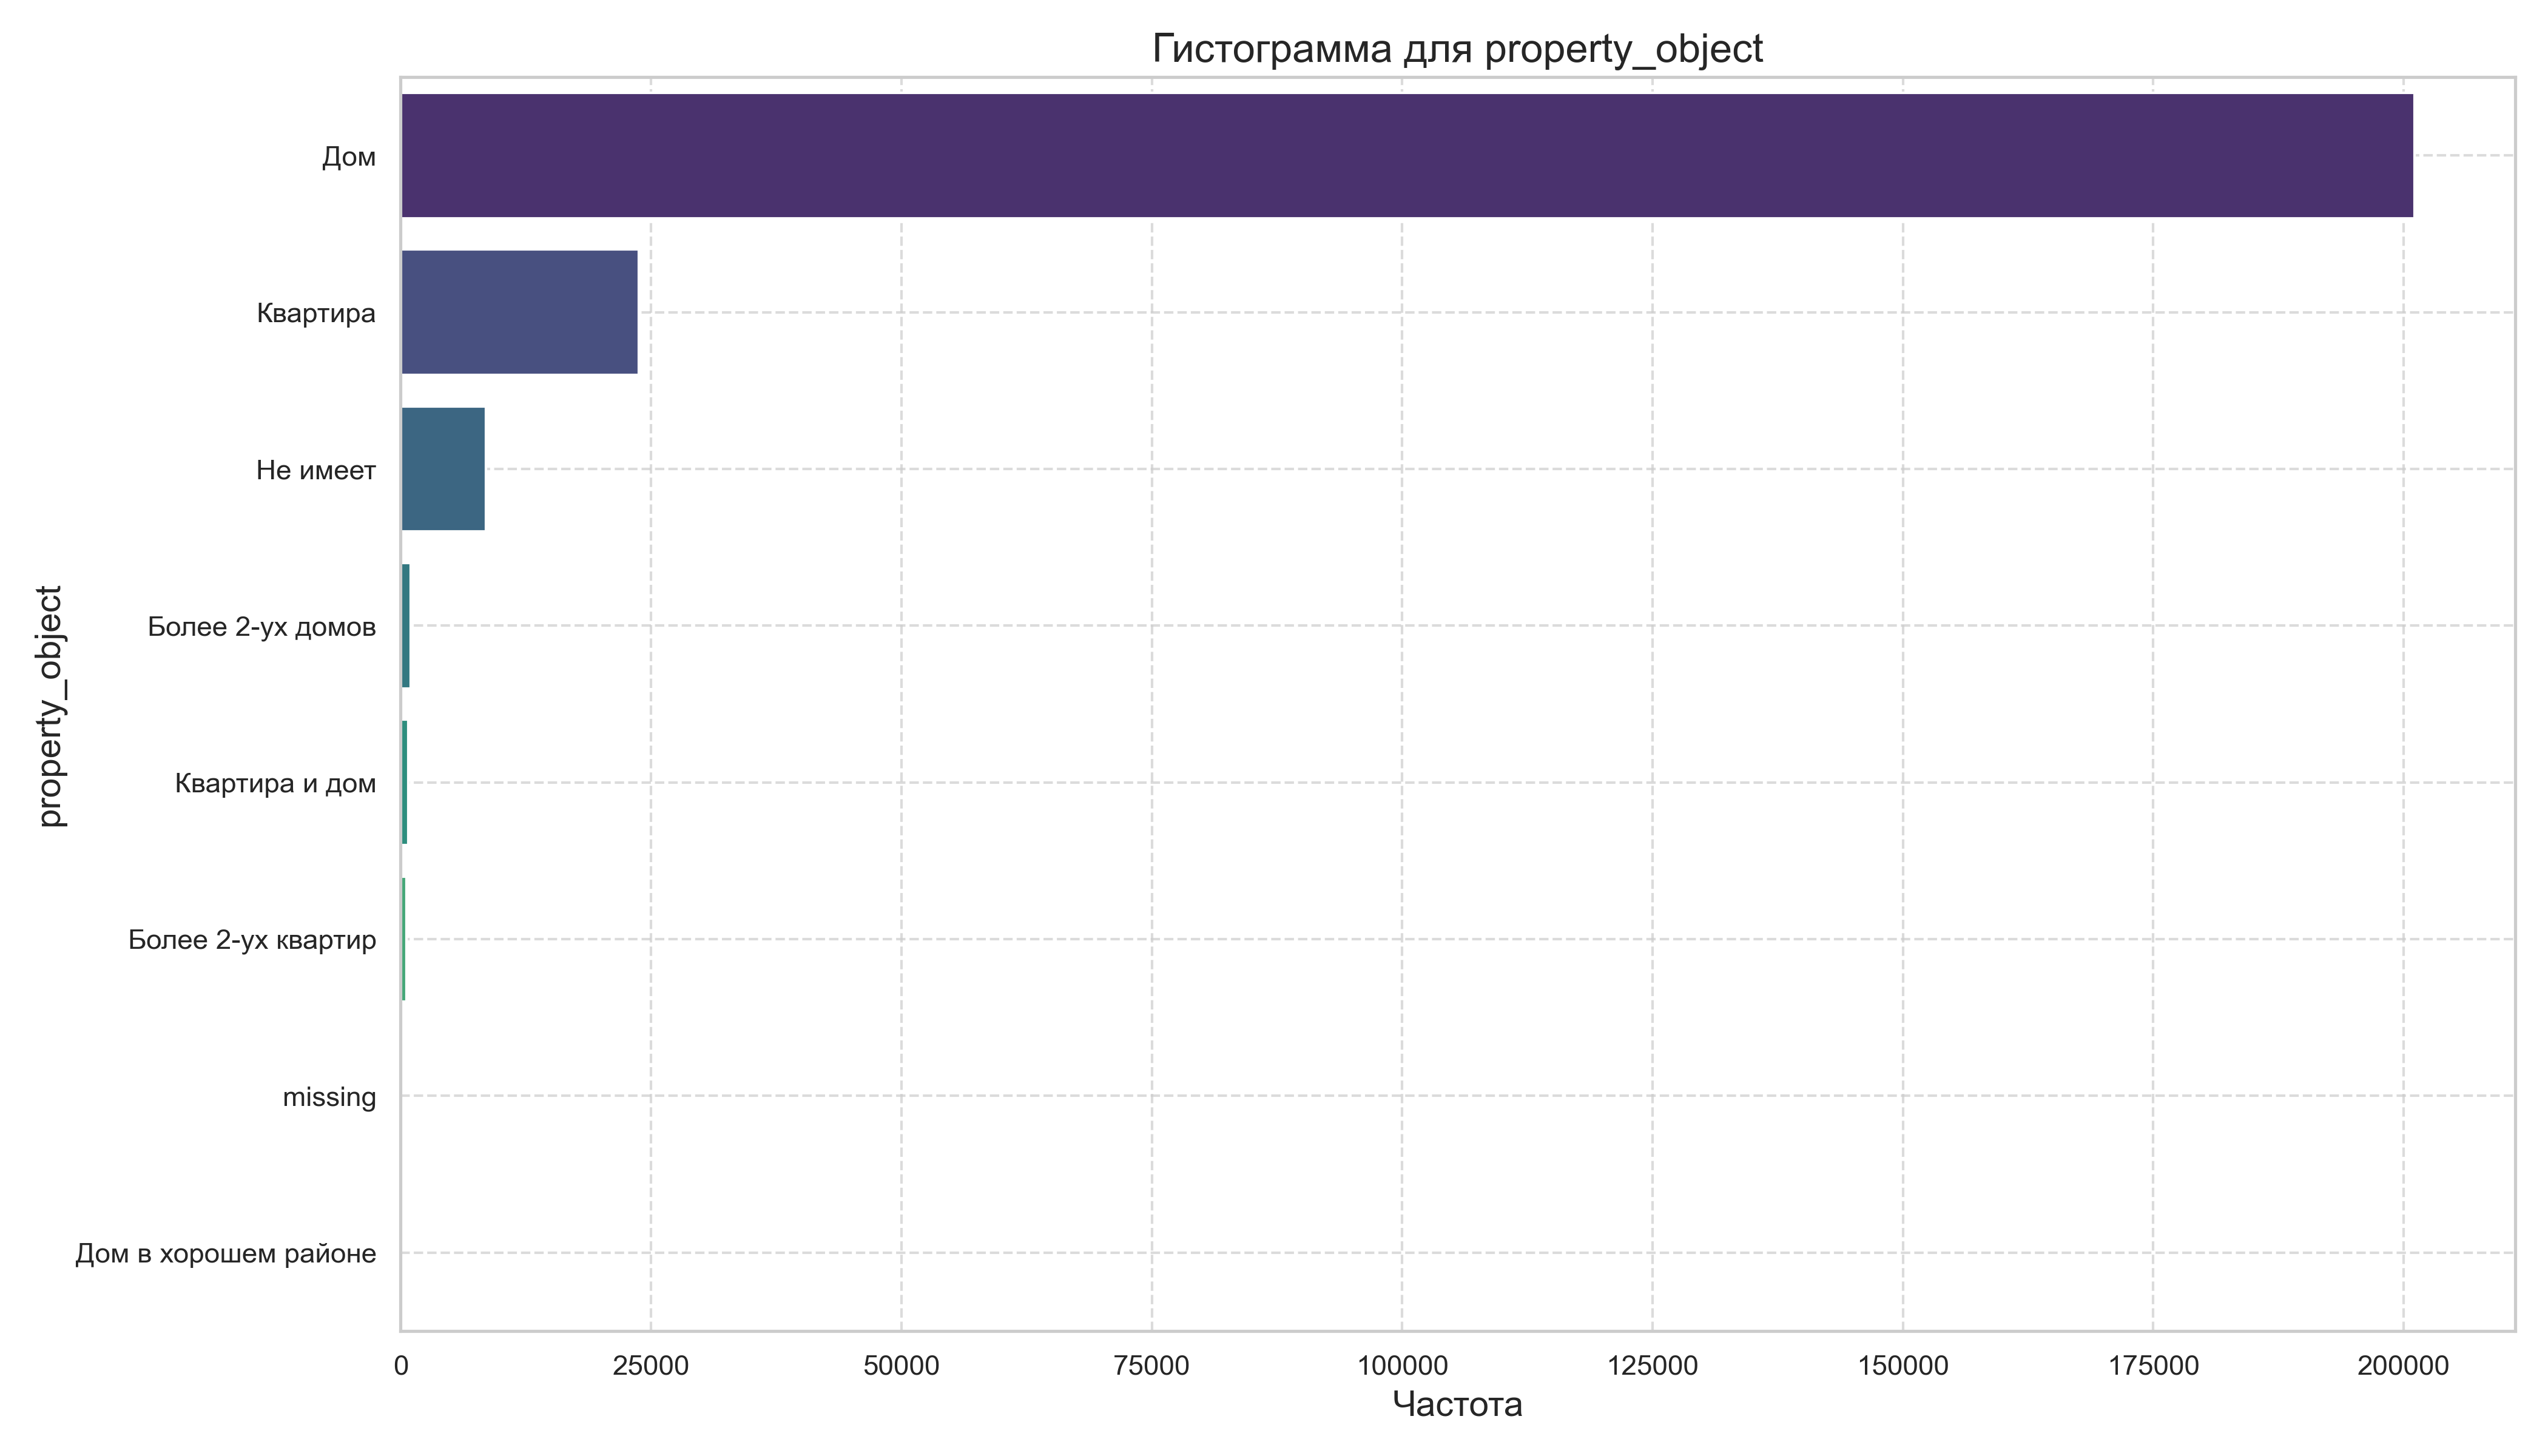 Гистограмма для property_object
property_object
Дом
Квартира
Не имеет
Более 2-ух домов
Квартира и дом
Более 2-ух квартир
missing
Дом в хорошем районе
0 25000 50000 75000 100000 125000 150000 175000 200000
Частота